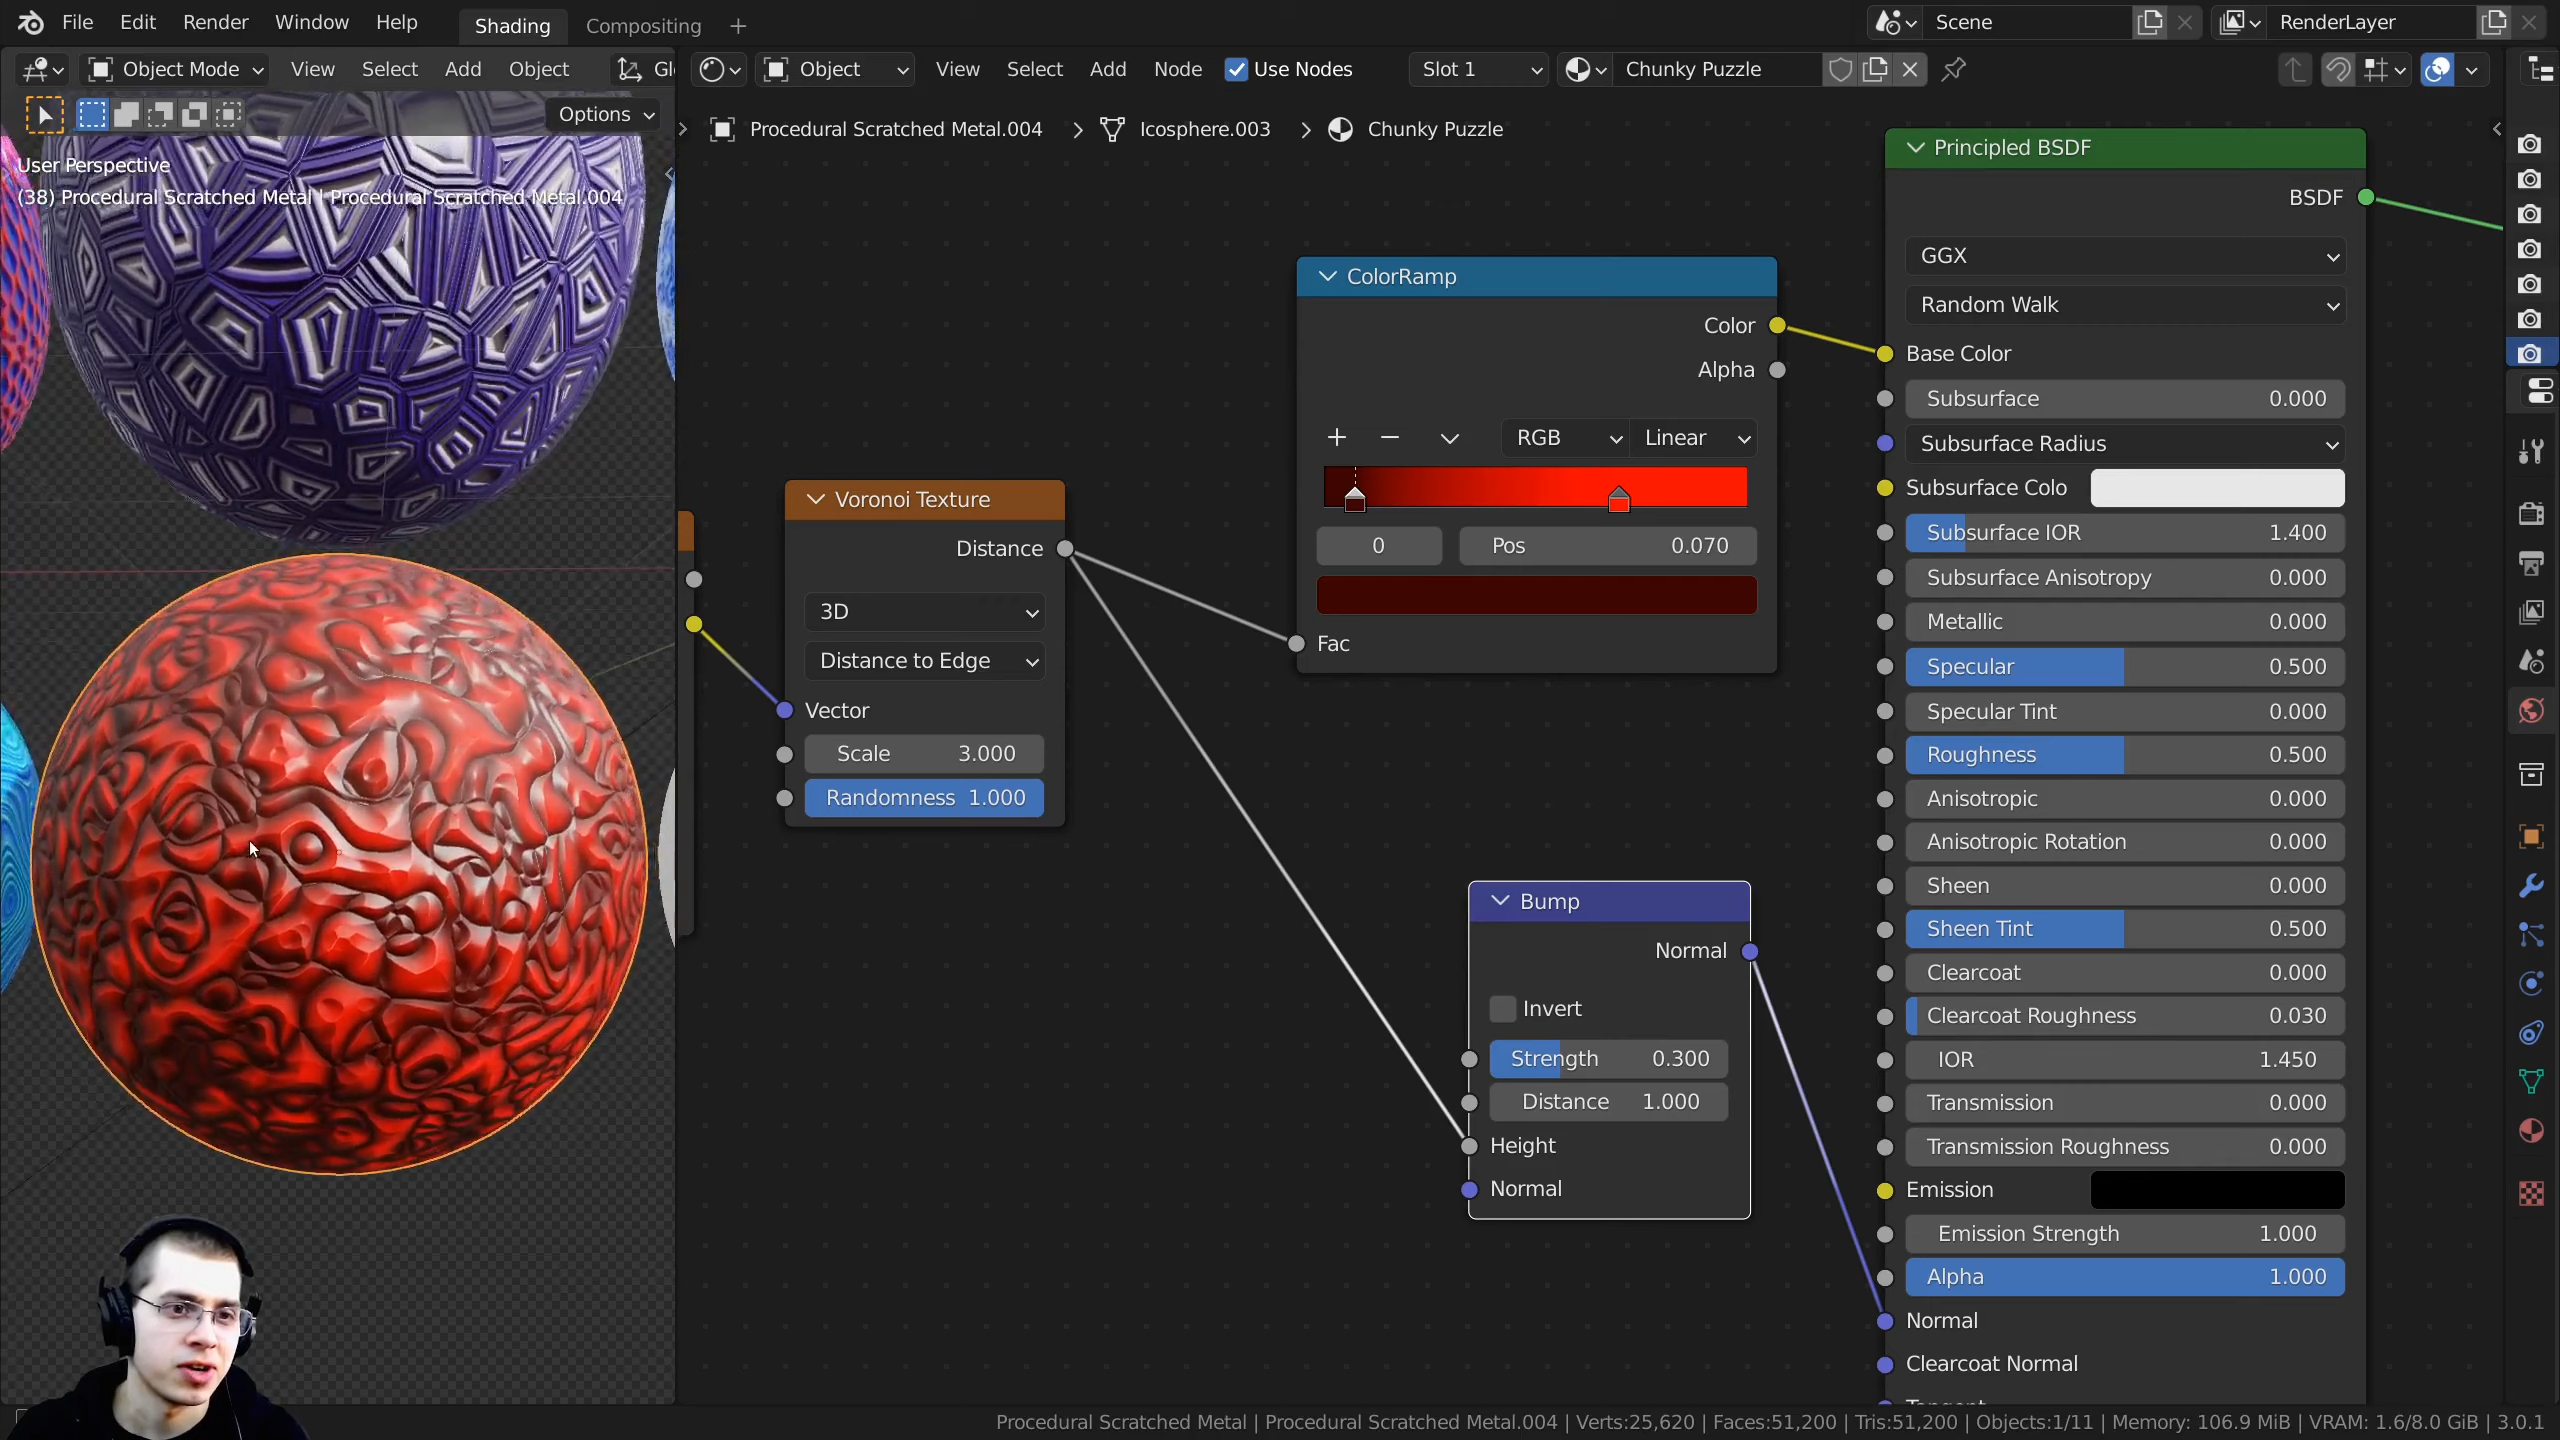 File Edit Render Window Help Shading Compositing + Scene RenderLayer
Object Mode View Select Add Object Gl Object View Select Add Node Use Nodes Slot 1 Chunky Puzzle
Options
Procedural Scratched Metal.004 > Icosphere.003 > Chunky Puzzle
User Perspective
(38) Procedural Scratched Metal | Procedural Scratched Metal.004
Voronoi Texture
Distance
3D
Distance to Edge
Vector
Scale 3.000
Randomness 1.000
ColorRamp
Color
Alpha
RGB Linear
0 Pos 0.070
Fac
Bump
Normal
Invert
Strength 0.300
Distance 1.000
Height
Normal
Principled BSDF
BSDF
GGX
Random Walk
Base Color
Subsurface 0.000
Subsurface Radius
Subsurface Colo
Subsurface IOR 1.400
Subsurface Anisotropy 0.000
Metallic 0.000
Specular 0.500
Specular Tint 0.000
Roughness 0.500
Anisotropic 0.000
Anisotropic Rotation 0.000
Sheen 0.000
Sheen Tint 0.500
Clearcoat 0.000
Clearcoat Roughness 0.030
IOR 1.450
Transmission 0.000
Transmission Roughness 0.000
Emission
Emission Strength 1.000
Alpha 1.000
Normal
Clearcoat Normal
Procedural Scratched Metal | Procedural Scratched Metal.004 | Verts:25,620 | Faces:51,200 | Tris:51,200 | Objects:1/11 | Memory: 106.9 MiB | VRAM: 1.6/8.0 GiB | 3.0.1